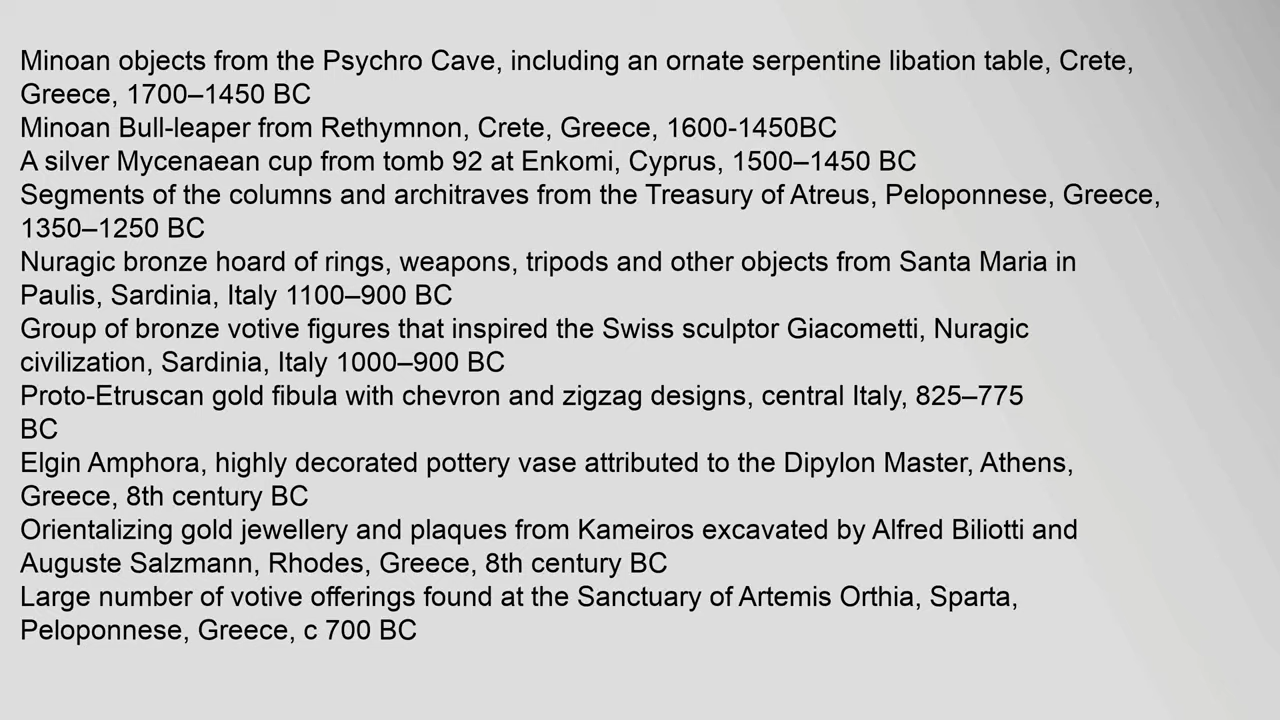 Minoan objects from the Psychro Cave, including an ornate serpentine libation table, Crete,
Greece, 1700–1450 BC
Minoan Bull-leaper from Rethymnon, Crete, Greece, 1600-1450BC
A silver Mycenaean cup from tomb 92 at Enkomi, Cyprus, 1500–1450 BC
Segments of the columns and architraves from the Treasury of Atreus, Peloponnese, Greece,
1350–1250 BC
Nuragic bronze hoard of rings, weapons, tripods and other objects from Santa Maria in
Paulis, Sardinia, Italy 1100–900 BC
Group of bronze votive figures that inspired the Swiss sculptor Giacometti, Nuragic
civilization, Sardinia, Italy 1000–900 BC
Proto-Etruscan gold fibula with chevron and zigzag designs, central Italy, 825–775
BC
Elgin Amphora, highly decorated pottery vase attributed to the Dipylon Master, Athens,
Greece, 8th century BC
Orientalizing gold jewellery and plaques from Kameiros excavated by Alfred Biliotti and
Auguste Salzmann, Rhodes, Greece, 8th century BC
Large number of votive offerings found at the Sanctuary of Artemis Orthia, Sparta,
Peloponnese, Greece, c 700 BC